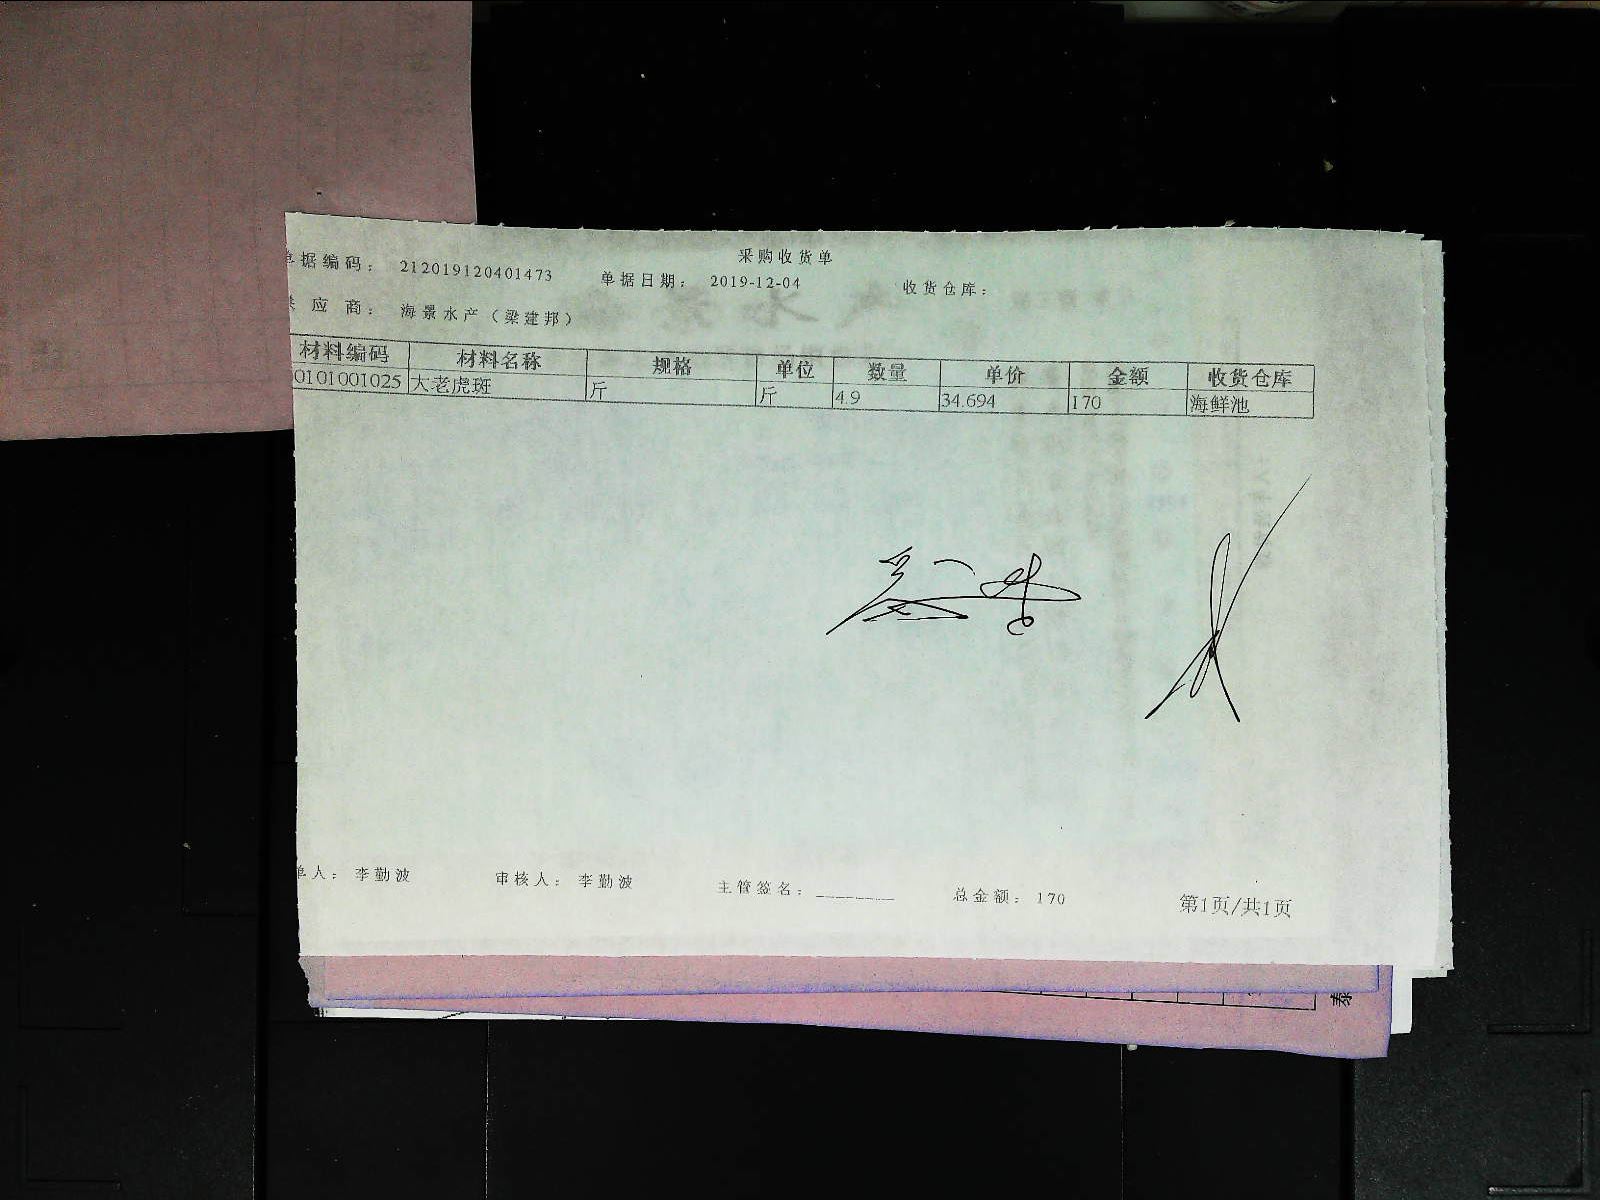 采购收货单
单据编码： 212019120401473 单据日期： 2019-12-04 收货仓库：
应商： 海景水产（梁建邦）
材料编码 材料名称 规格 单位 数量 单价 金额 收货仓库
0101001025 大老虎斑 斤 斤 4.9 34.694 170 海鲜池
单人： 李勤波 审核人： 李勤波 主管签名：________ 总金额： 170 第1页/共1页
泰